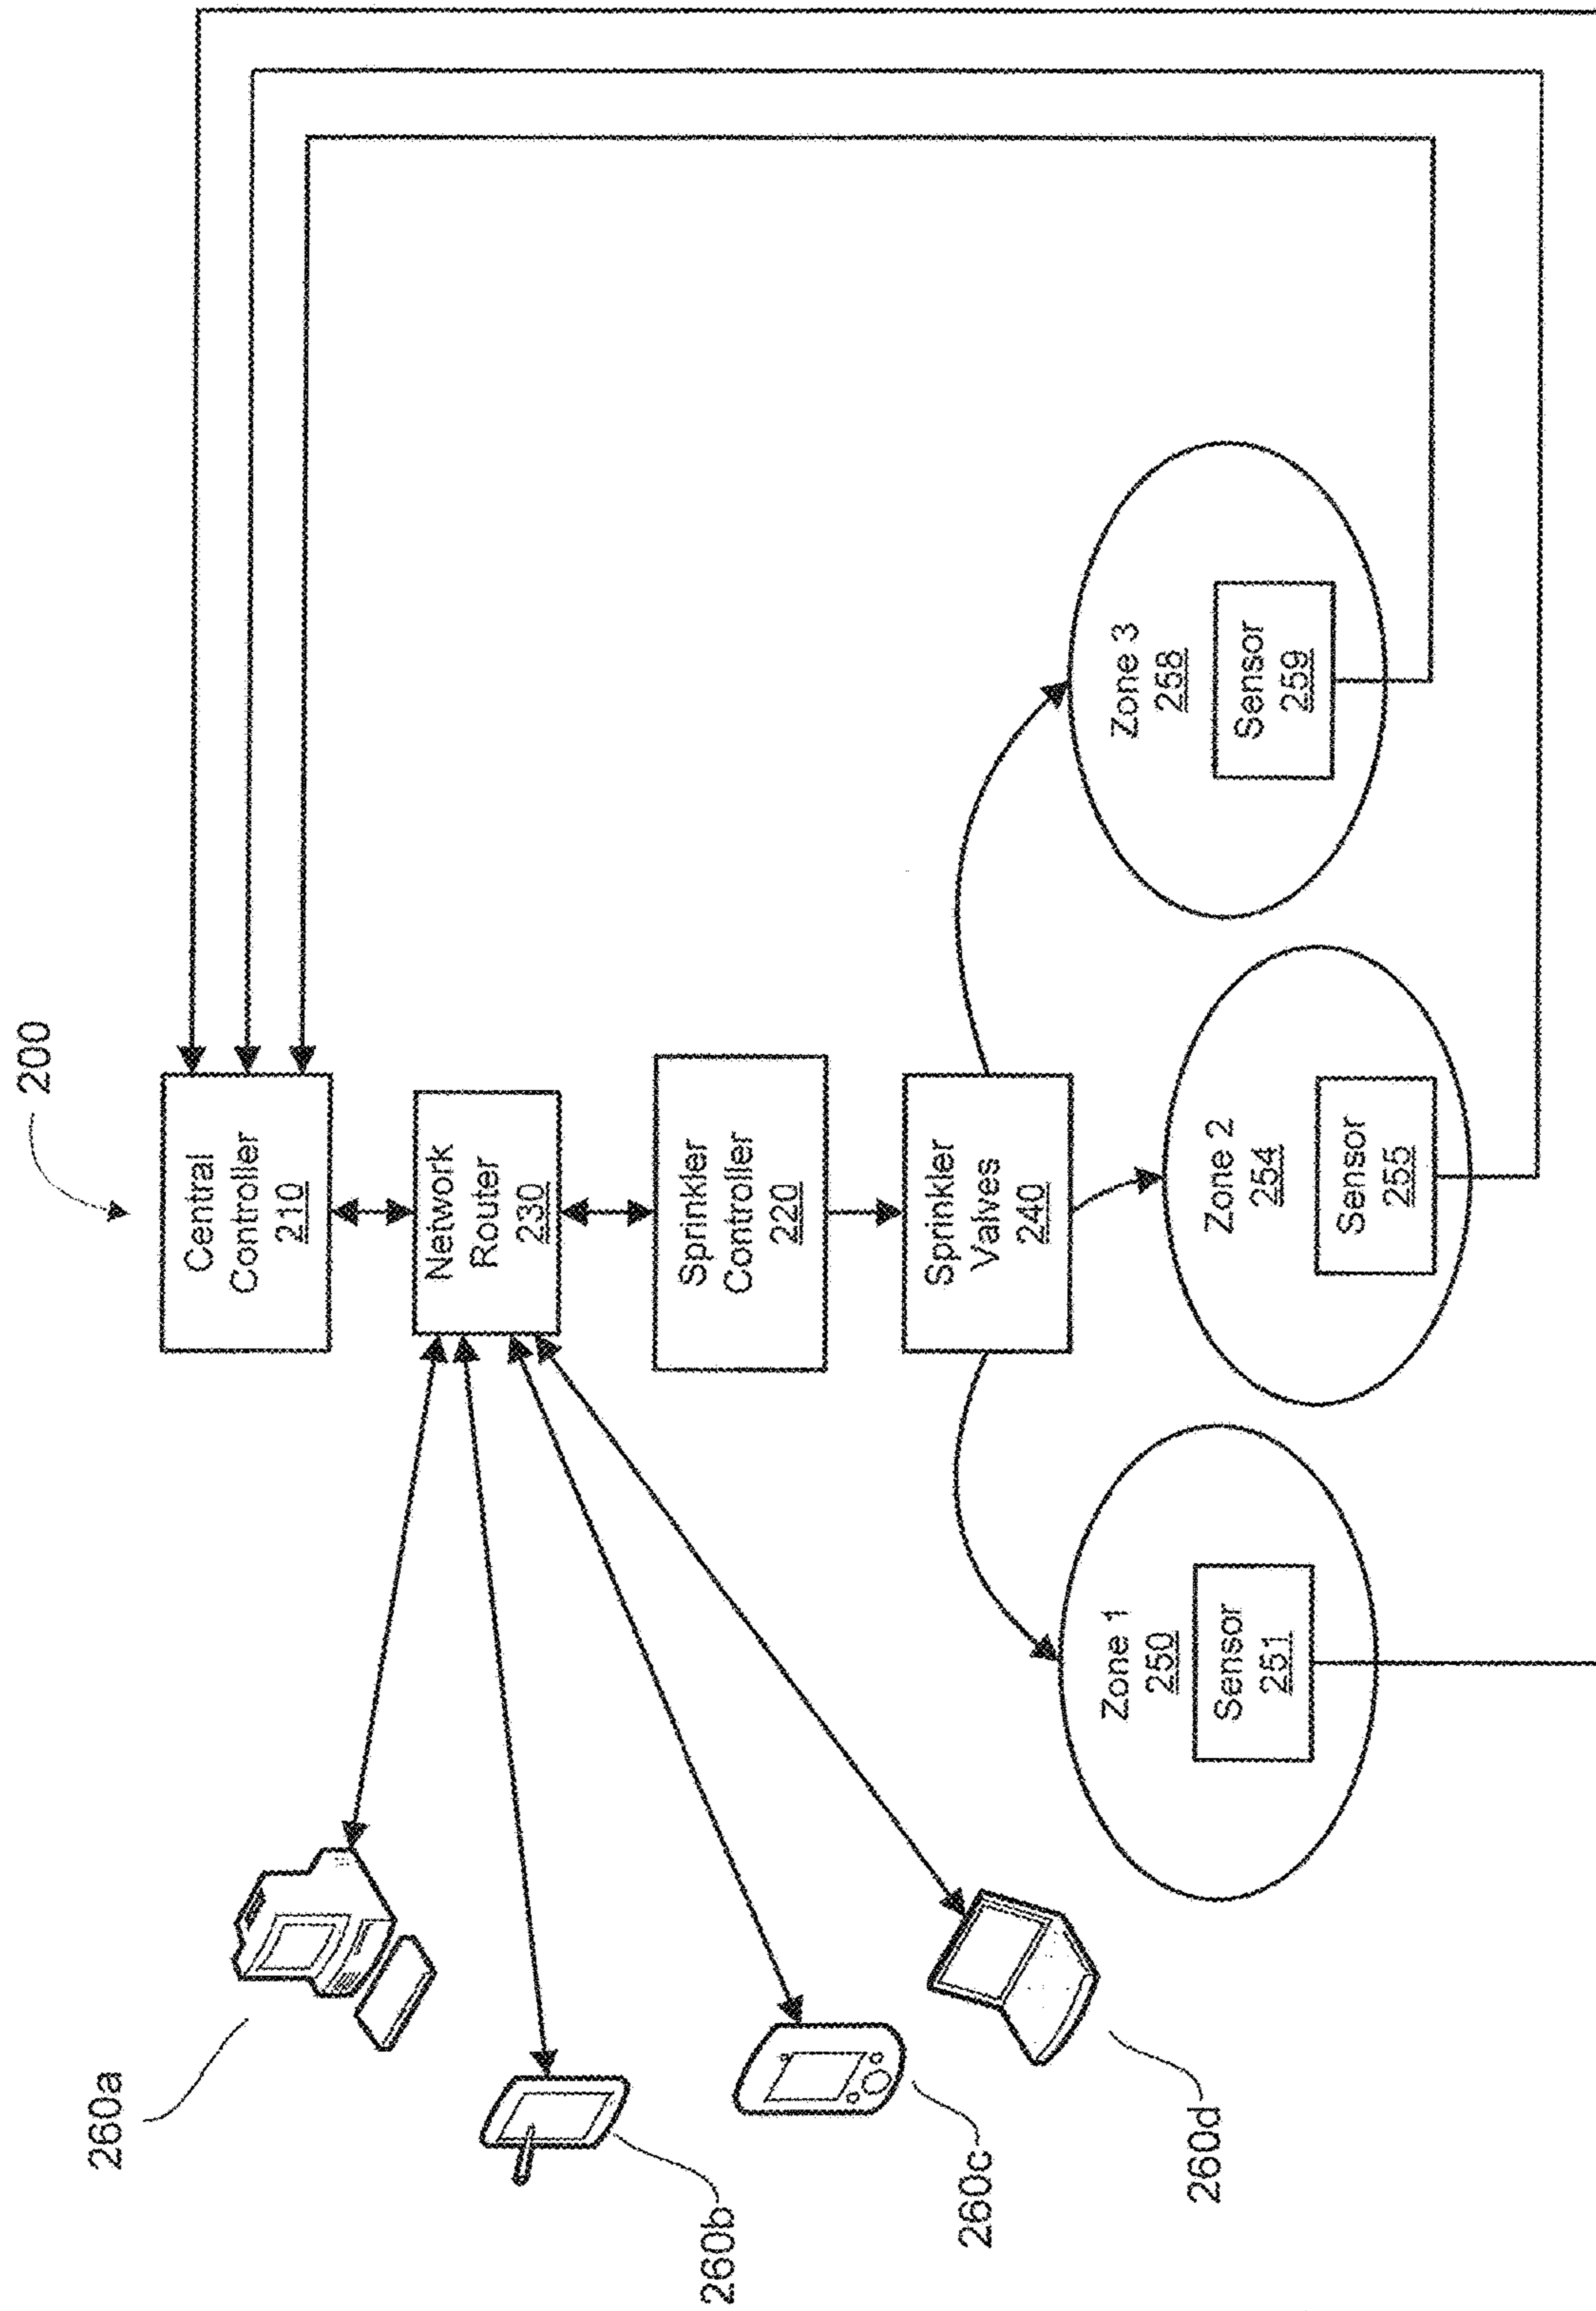 200
Central
Controller
210
Network
Router
230
Sprinkler
Controller
220
Sprinkler
Valves
240
Zone 1
250
Sensor
251
Zone 2
254
Sensor
255
Zone 3
258
Sensor
259
260a
260b
260c
260d